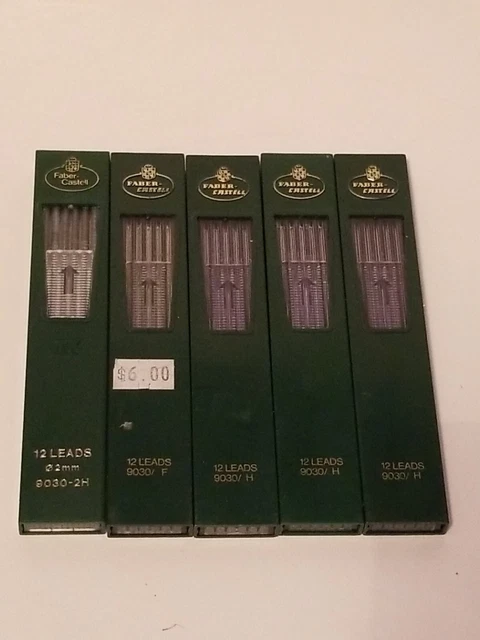 Faber-
Castell
12 LEADS
Ø2mm
9030-2H
FABER-
CASTELL
$6.00
12 LEADS
9030/ F
FABER-
CASTELL
12 LEADS
9030/ H
FABER-
CASTELL
12 LEADS
9030/ H
FABER-
CASTELL
12 LEADS
9030/ H